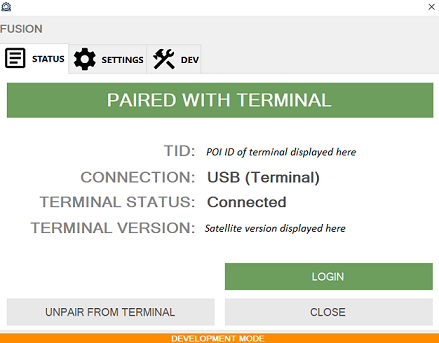 FUSION
STATUS SETTINGS DEV
PAIRED WITH TERMINAL
TID: POI ID of terminal displayed here
CONNECTION: USB (Terminal)
TERMINAL STATUS: Connected
TERMINAL VERSION: Satellite version displayed here
LOGIN
UNPAIR FROM TERMINAL CLOSE
DEVELOPMENT MODE